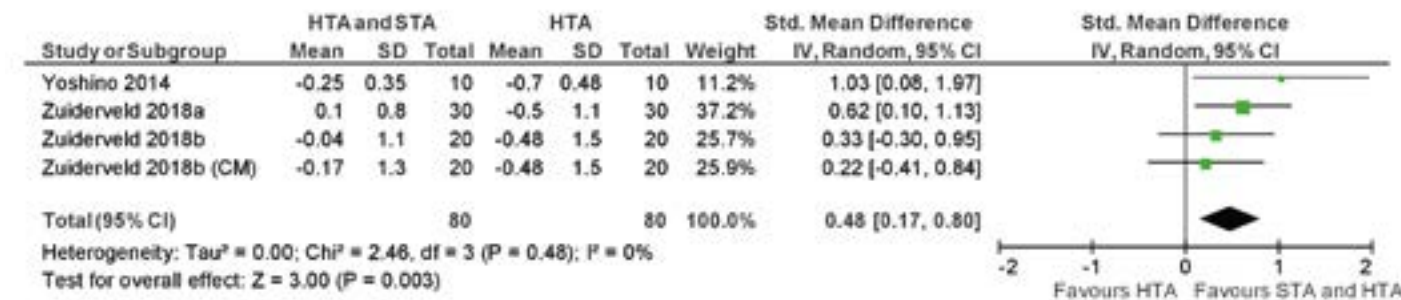 HTA and STA HTA Std. Mean Difference Std. Mean Difference
Study or Subgroup Mean SD Total Mean SD Total Weight IV, Random, 95% CI IV, Random, 95% CI
Yoshino 2014 -0.25 0.35 10 -0.7 0.48 10 11.2% 1.03 [0.08, 1.97]
Zuiderveld 2018a 0.1 0.8 30 -0.5 1.1 30 37.2% 0.62 [0.10, 1.13]
Zuiderveld 2018b -0.04 1.1 20 -0.48 1.5 20 25.7% 0.33 [-0.30, 0.95]
Zuiderveld 2018b (CM) -0.17 1.3 20 -0.48 1.5 20 25.9% 0.22 [-0.41, 0.84]
Total (95% CI) 80 80 100.0% 0.48 [0.17, 0.80]
Heterogeneity: Tau² = 0.00; Chi² = 2.46, df = 3 (P = 0.48); I² = 0%
Test for overall effect: Z = 3.00 (P = 0.003)
-2 -1 0 1 2
Favours HTA Favours STA and HTA